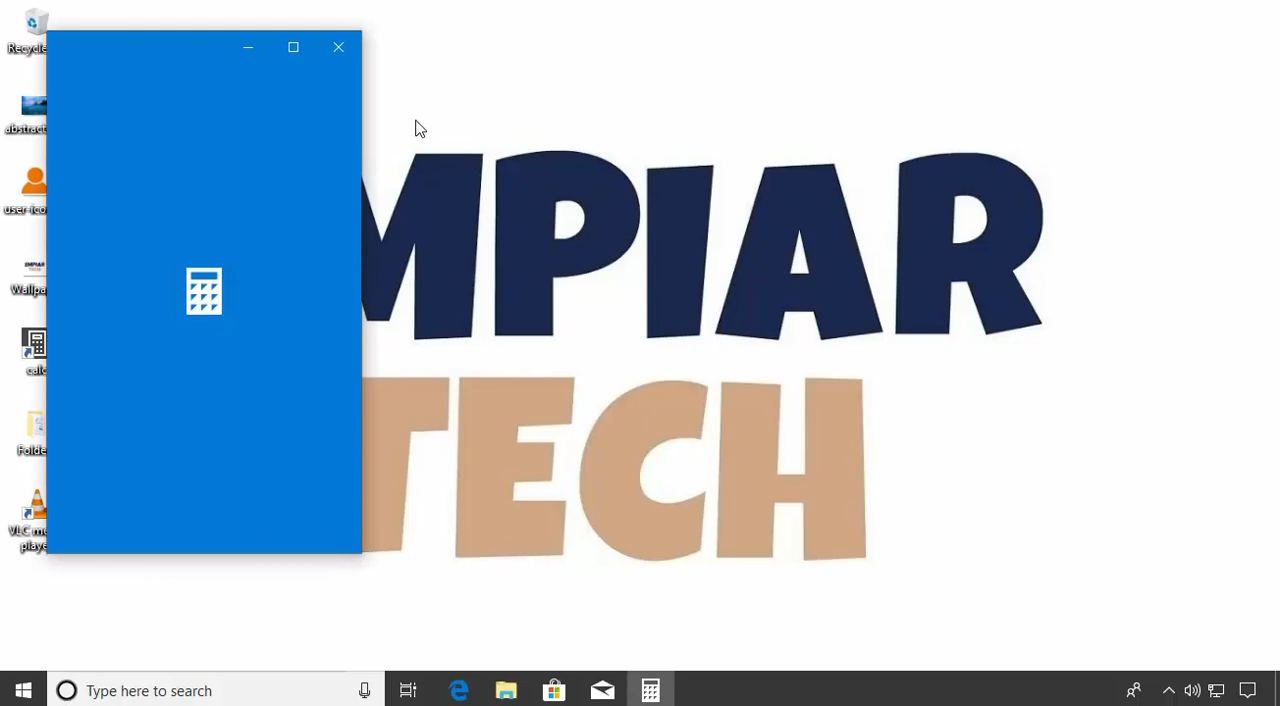 Recycle
abstract
user-ico
Wallpa
calc
Folde
VLC me
playe
MPIAR
TECH
Type here to search